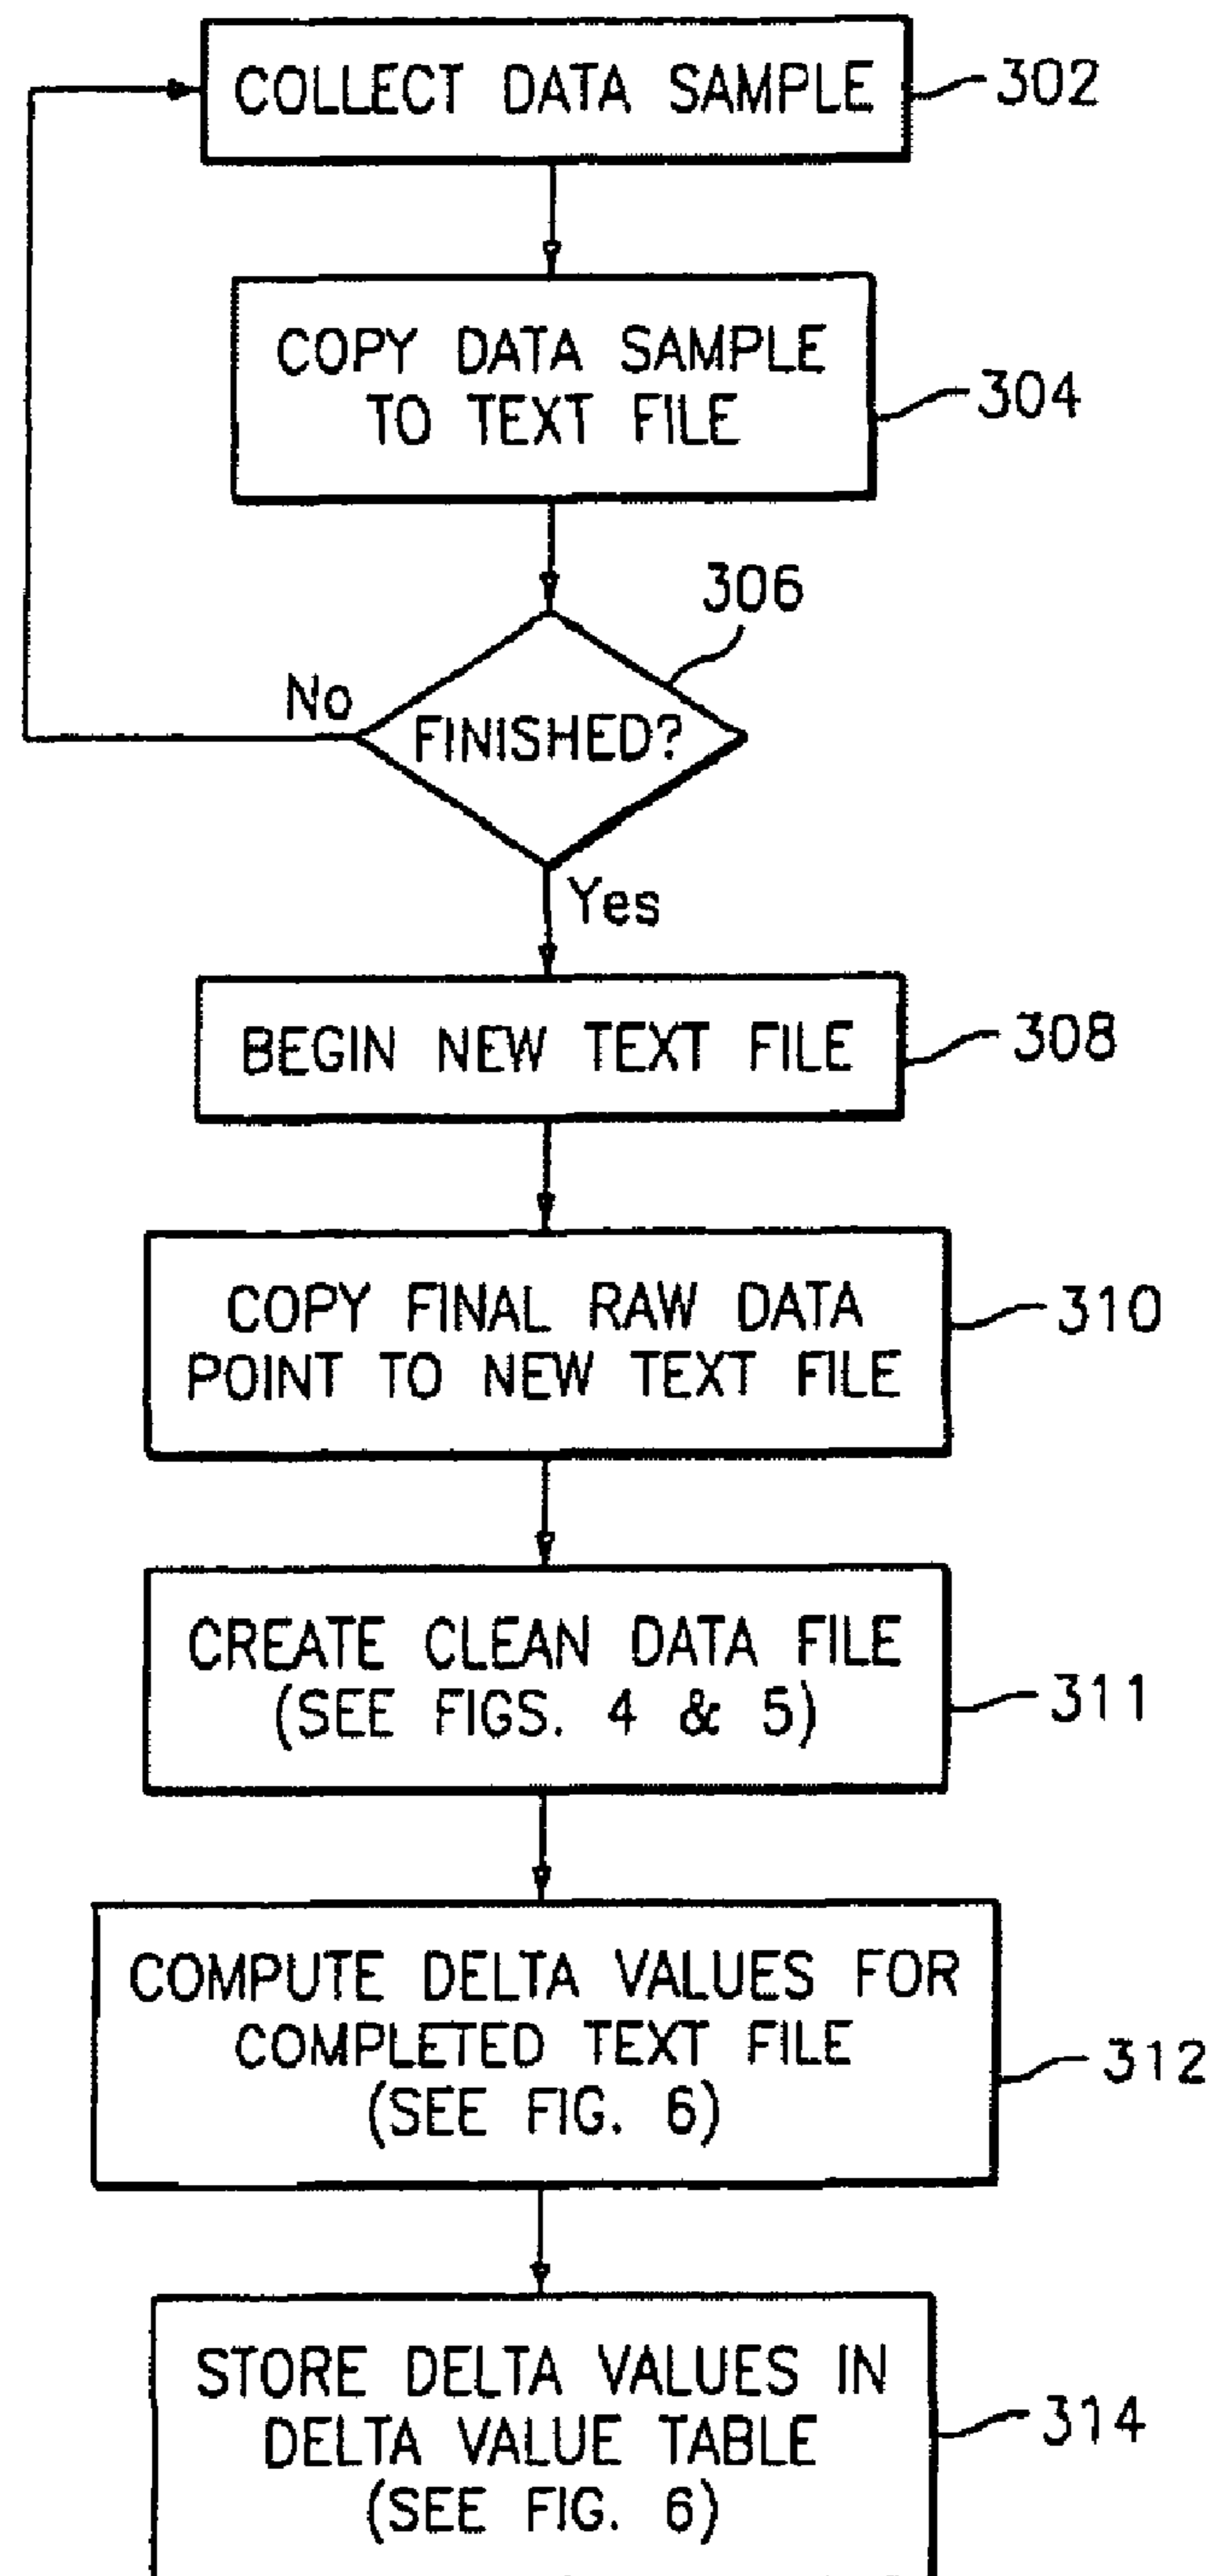 COLLECT DATA SAMPLE
302
COPY DATA SAMPLE
TO TEXT FILE
304
306
No
FINISHED?
Yes
BEGIN NEW TEXT FILE
308
COPY FINAL RAW DATA
POINT TO NEW TEXT FILE
310
CREATE CLEAN DATA FILE
(SEE FIGS. 4 & 5)
311
COMPUTE DELTA VALUES FOR
COMPLETED TEXT FILE
(SEE FIG. 6)
312
STORE DELTA VALUES IN
DELTA VALUE TABLE
(SEE FIG. 6)
314